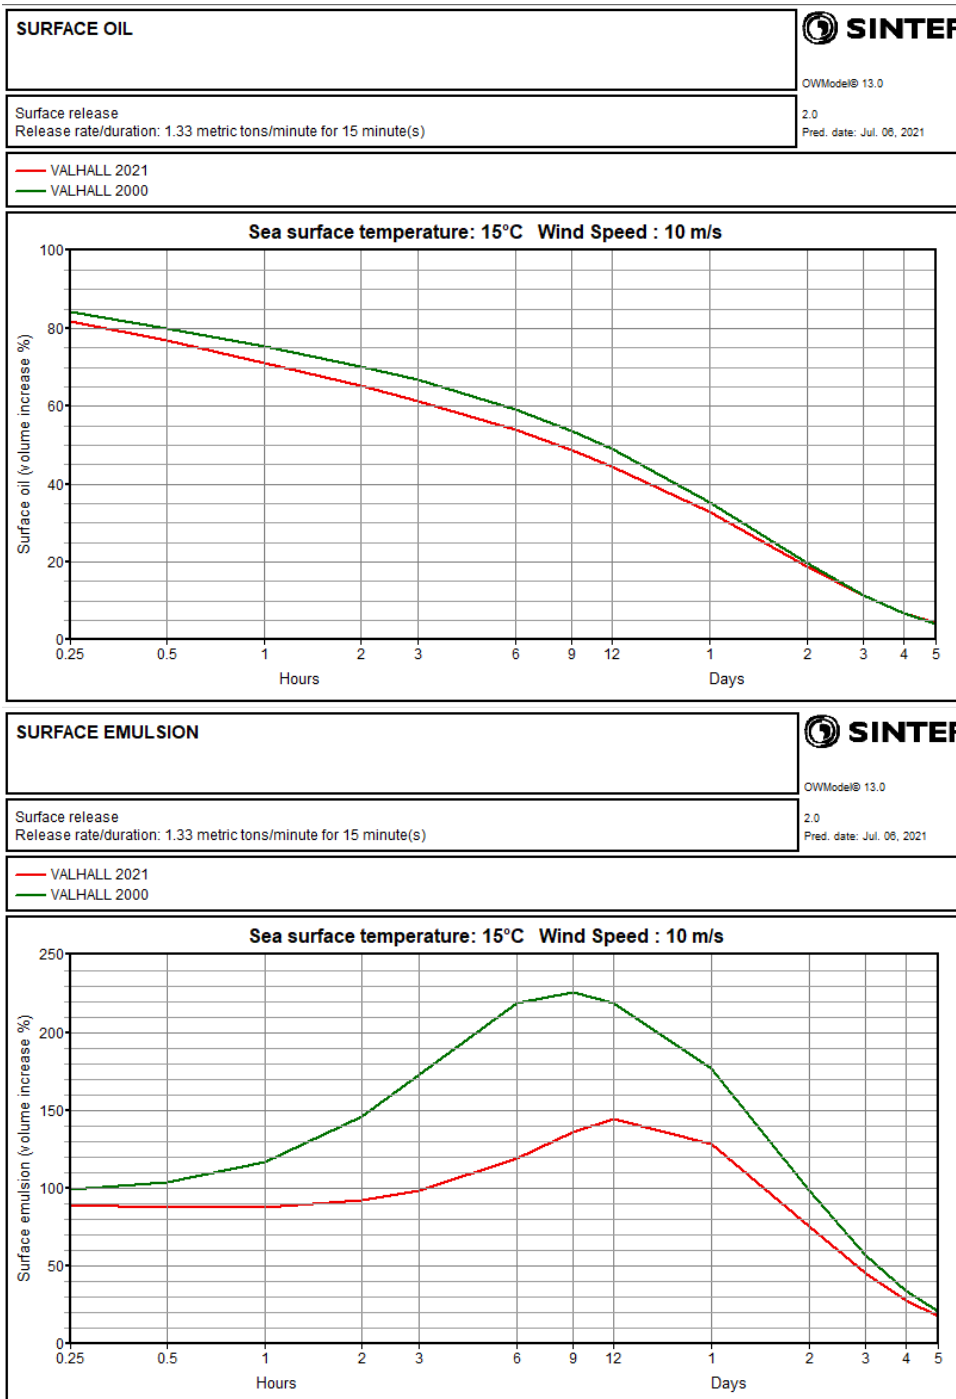 SURFACE OIL
SINTEF
OWModel® 13.0
Surface release
Release rate/duration: 1.33 metric tons/minute for 15 minute(s)
2.0
Pred. date: Jul. 06, 2021
VALHALL 2021
VALHALL 2000
Sea surface temperature: 15°C Wind Speed : 10 m/s
Surface oil (volume increase %)
100
80
60
40
20
0
0.25 0.5 1 2 3 6 9 12 1 2 3 4 5
Hours Days
SURFACE EMULSION
SINTEF
OWModel® 13.0
Surface release
Release rate/duration: 1.33 metric tons/minute for 15 minute(s)
2.0
Pred. date: Jul. 06, 2021
VALHALL 2021
VALHALL 2000
Sea surface temperature: 15°C Wind Speed : 10 m/s
Surface emulsion (volume increase %)
250
200
150
100
50
0
0.25 0.5 1 2 3 6 9 12 1 2 3 4 5
Hours Days